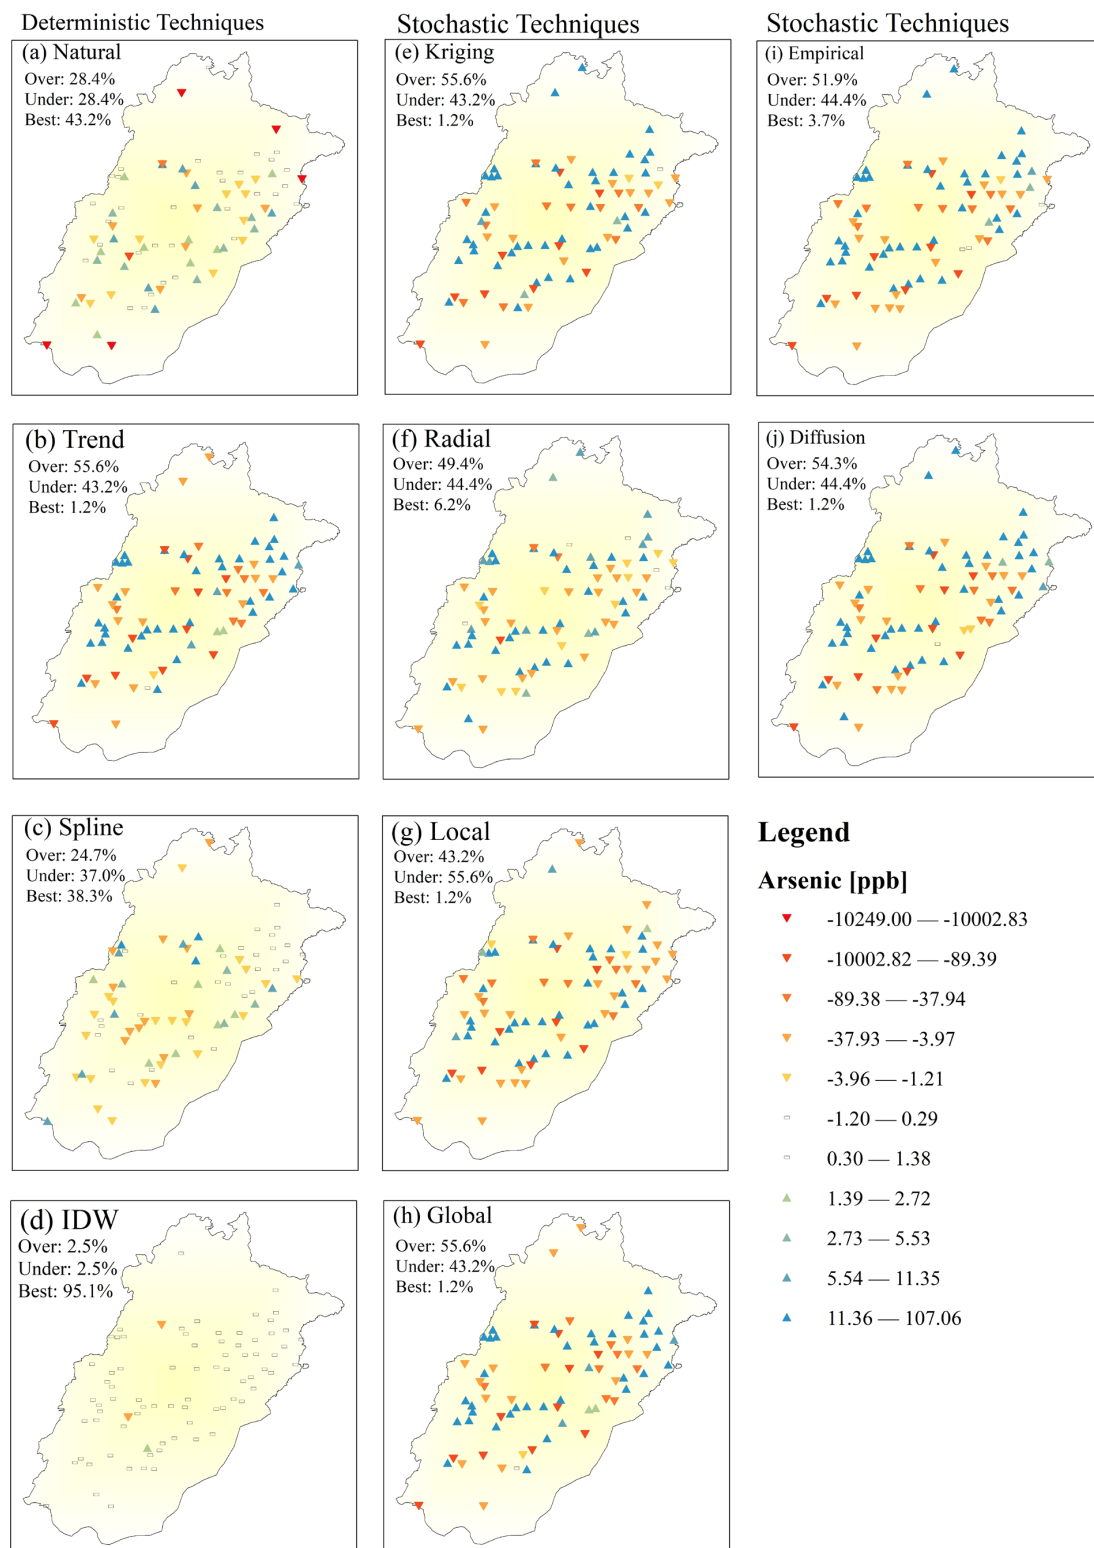 Deterministic Techniques
(a) Natural
Over: 28.4%
Under: 28.4%
Best: 43.2%
(b) Trend
Over: 55.6%
Under: 43.2%
Best: 1.2%
(c) Spline
Over: 24.7%
Under: 37.0%
Best: 38.3%
(d) IDW
Over: 2.5%
Under: 2.5%
Best: 95.1%
Stochastic Techniques
(e) Kriging
Over: 55.6%
Under: 43.2%
Best: 1.2%
(f) Radial
Over: 49.4%
Under: 44.4%
Best: 6.2%
(g) Local
Over: 43.2%
Under: 55.6%
Best: 1.2%
(h) Global
Over: 55.6%
Under: 43.2%
Best: 1.2%
Stochastic Techniques
(i) Empirical
Over: 51.9%
Under: 44.4%
Best: 3.7%
(j) Diffusion
Over: 54.3%
Under: 44.4%
Best: 1.2%
Legend
Arsenic [ppb]
-10249.00 — -10002.83
-10002.82 — -89.39
-89.38 — -37.94
-37.93 — -3.97
-3.96 — -1.21
-1.20 — 0.29
0.30 — 1.38
1.39 — 2.72
2.73 — 5.53
5.54 — 11.35
11.36 — 107.06